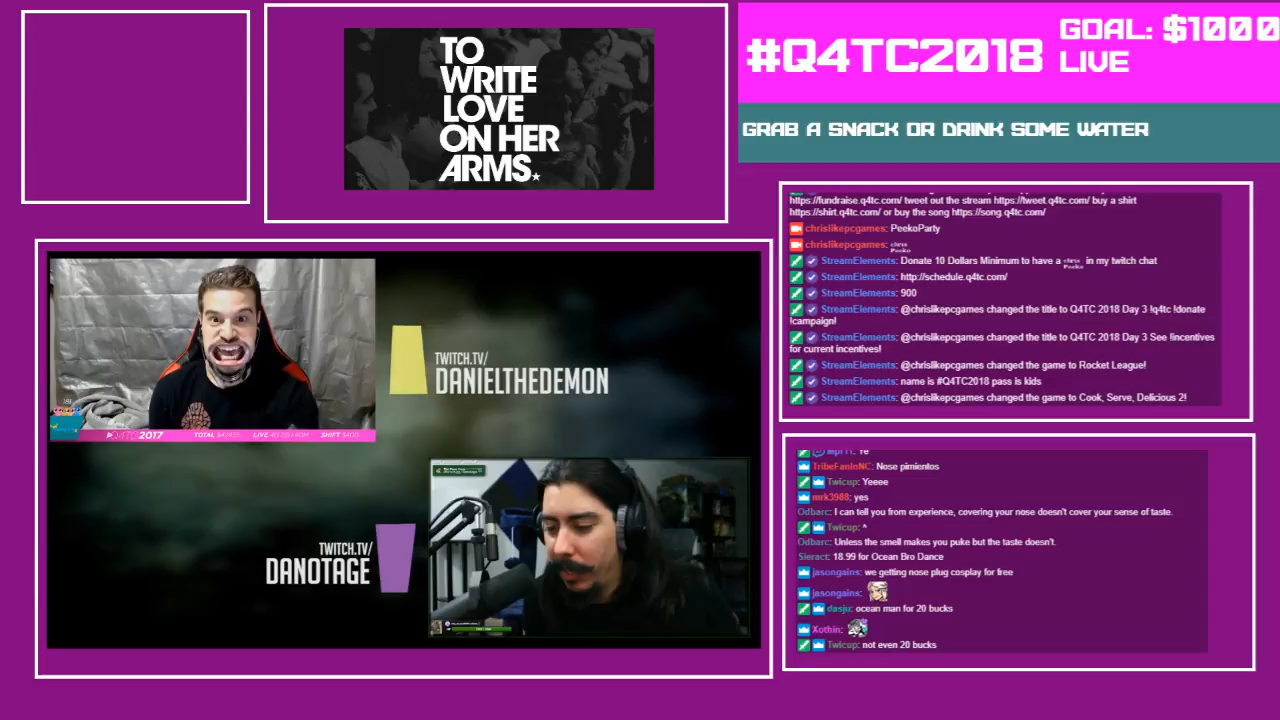 TO
WRITE
LOVE
ON HER
ARMS.
#Q4TC2018
GOAL: $1000
LIVE
GRAB A SNACK OR DRINK SOME WATER
https://fundraise.q4tc.com/ tweet out the stream https://tweet.q4tc.com/ buy a shirt
https://shirt.q4tc.com/ or buy the song https://song.q4tc.com/
chrislikepcgames: PeekoParty
chrislikepcgames: chris Peeko
StreamElements: Donate 10 Dollars Minimum to have a chris Peeko in my twitch chat
StreamElements: http://schedule.q4tc.com/
StreamElements: 900
StreamElements: @chrislikepcgames changed the title to Q4TC 2018 Day 3 !q4tc !donate
!campaign!
StreamElements: @chrislikepcgames changed the title to Q4TC 2018 Day 3 See !incentives
for current incentives!
StreamElements: @chrislikepcgames changed the game to Rocket League!
StreamElements: name is #Q4TC2018 pass is kids
StreamElements: @chrislikepcgames changed the game to Cook, Serve, Delicious 2!
TWITCH.TV/
DANIELTHEDEMON
Q4TC 2017
TOTAL
LIVE
SHIFT
TWITCH.TV/
DANOTAGE
TribeFanInNC: Nose pimientos
Twicup: Yeeee
mrk3988: yes
Odbarc: I can tell you from experience, covering your nose doesn't cover your sense of taste.
Twicup: ^
Odbarc: Unless the smell makes you puke but the taste doesn't.
Sieract: 18.99 for Ocean Bro Dance
jasongains: we getting nose plug cosplay for free
jasongains:
dasju: ocean man for 20 bucks
Xothin:
Twicup: not even 20 bucks